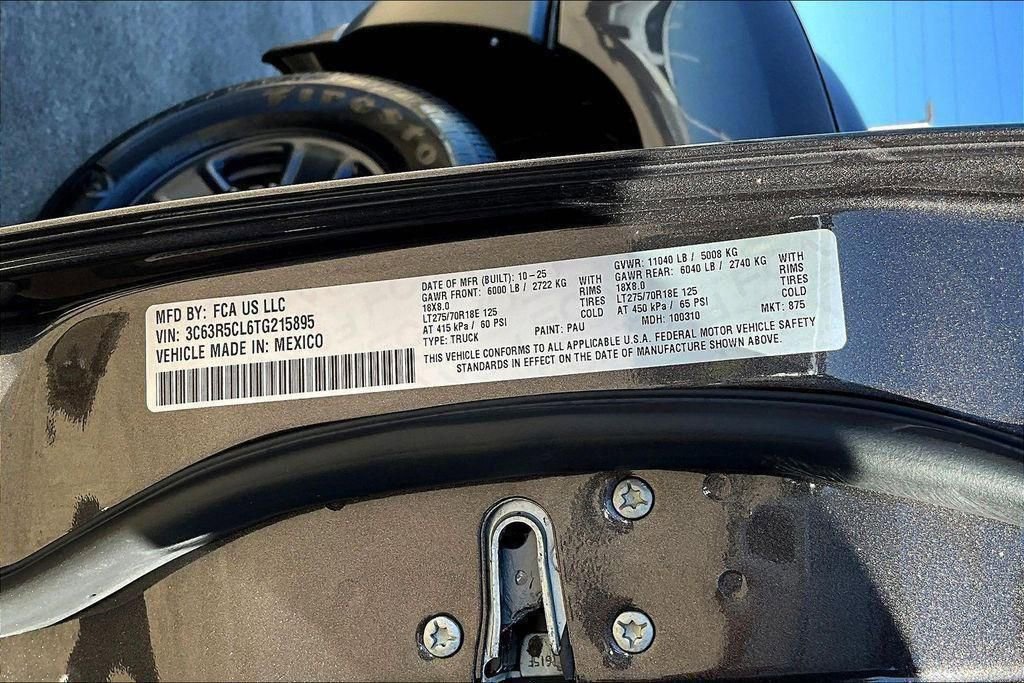 Firesto
MFD BY: FCA US LLC
VIN: 3C63R5CL6TG215895
VEHICLE MADE IN: MEXICO
DATE OF MFR (BUILT): 10-25
GAWR FRONT: 6000 LB / 2722 KG WITH
18X8.0 RIMS
LT275/70R18E 125 TIRES
AT 415 kPa / 60 PSI COLD
TYPE: TRUCK PAINT: PAU
GVWR: 11040 LB / 5008 KG
GAWR REAR: 6040 LB / 2740 KG WITH
18X8.0 RIMS
LT275/70R18E 125 TIRES
AT 450 kPa / 65 PSI COLD
MDH: 100310 MKT: 875
THIS VEHICLE CONFORMS TO ALL APPLICABLE U.S.A. FEDERAL MOTOR VEHICLE SAFETY
STANDARDS IN EFFECT ON THE DATE OF MANUFACTURE SHOWN ABOVE.